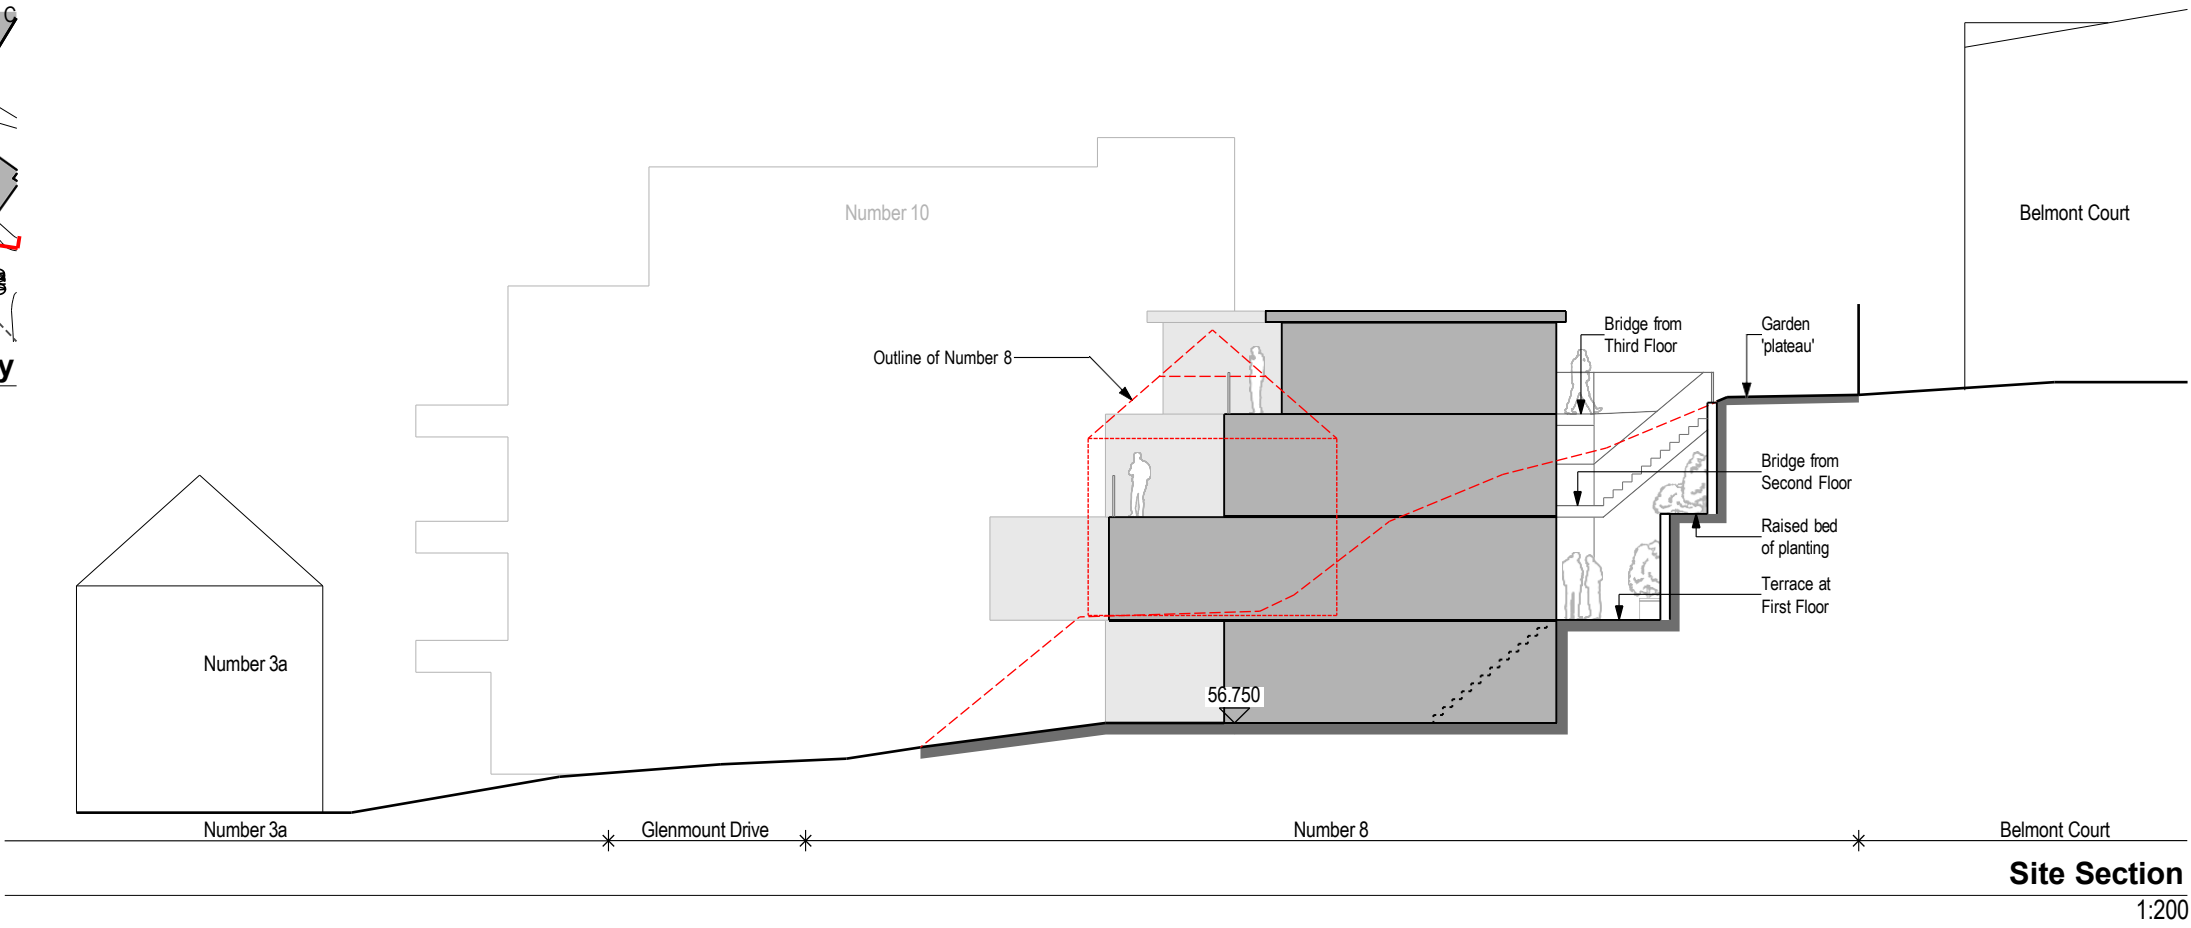 C
y
Number 10
Belmont Court
Outline of Number 8
Bridge from
Third Floor
Garden
'plateau'
Bridge from
Second Floor
Raised bed
of planting
Terrace at
First Floor
Number 3a
56.750
Number 3a
Glenmount Drive
Number 8
Belmont Court
Site Section
1:200